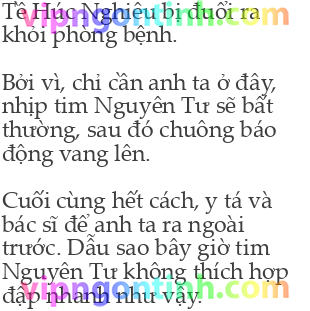 Tề Húc Nghiêu bị đuổi ra
khỏi phòng bệnh.
Bởi vì, chỉ cần anh ta ở đây,
nhịp tim Nguyên Tư sẽ bất
thường, sau đó chuông báo
động vang lên.
Cuối cùng hết cách, y tá và
bác sĩ để anh ta ra ngoài
trước. Dẫu sao bây giờ tim
Nguyên Tư không thích hợp
đập nhanh như vậy.
vipngontinh.com
vipngontinh.com